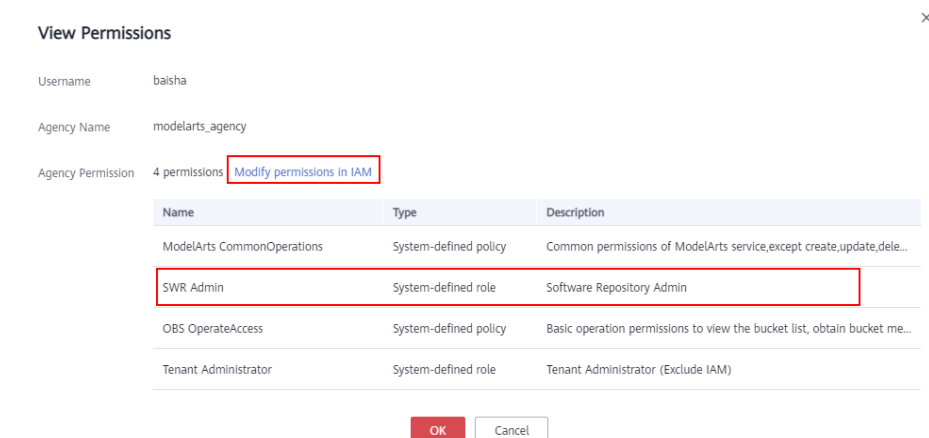 View Permissions
Username baisha
Agency Name modelarts_agency
Agency Permission 4 permissions Modify permissions in IAM
Name Type Description
ModelArts CommonOperations System-defined policy Common permissions of ModelArts service,except create,update,dele...
SWR Admin System-defined role Software Repository Admin
OBS OperateAccess System-defined policy Basic operation permissions to view the bucket list, obtain bucket me...
Tenant Administrator System-defined role Tenant Administrator (Exclude IAM)
OK Cancel